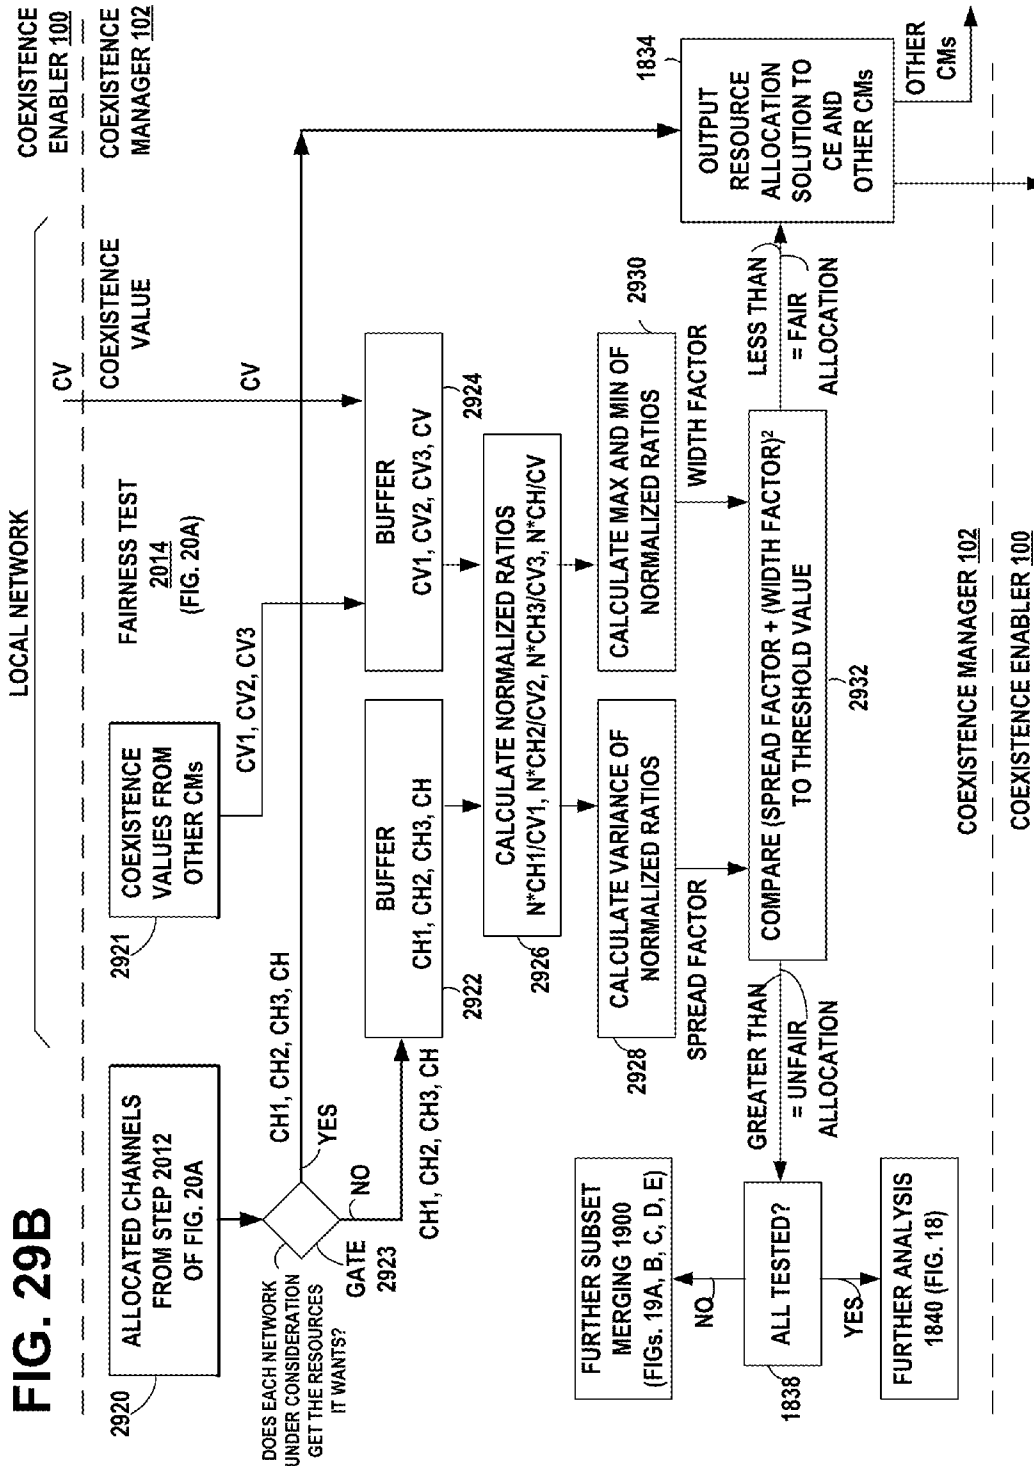 FIG. 29B
LOCAL NETWORK
COEXISTENCE
ENABLER 100
COEXISTENCE
MANAGER 102
CV
COEXISTENCE
VALUE
CV
FAIRNESS TEST
2014
(FIG. 20A)
ALLOCATED CHANNELS
FROM STEP 2012
OF FIG. 20A
2920
COEXISTENCE
VALUES FROM
OTHER CMs
2921
CV1, CV2, CV3
DOES EACH NETWORK
UNDER CONSIDERATION
GET THE RESOURCES
IT WANTS?
GATE
2923
YES
CH1, CH2, CH3, CH
NO
CH1, CH2, CH3, CH
BUFFER
CH1, CH2, CH3, CH
2922
BUFFER
CV1, CV2, CV3, CV
2924
CALCULATE NORMALIZED RATIOS
N*CH1/CV1, N*CH2/CV2, N*CH3/CV3, N*CH/CV
2926
CALCULATE VARIANCE OF
NORMALIZED RATIOS
2928
SPREAD FACTOR
CALCULATE MAX AND MIN OF
NORMALIZED RATIOS
2930
WIDTH FACTOR
COMPARE (SPREAD FACTOR + (WIDTH FACTOR)²
TO THRESHOLD VALUE
2932
GREATER THAN
= UNFAIR
ALLOCATION
LESS THAN
= FAIR
ALLOCATION
OUTPUT
RESOURCE
ALLOCATION
SOLUTION TO
CE AND
OTHER CMs
1834
OTHER
CMs
FURTHER SUBSET
MERGING 1900
(FIGs. 19A, B, C, D, E)
NO
ALL TESTED?
1838
YES
FURTHER ANALYSIS
1840 (FIG. 18)
COEXISTENCE MANAGER 102
COEXISTENCE ENABLER 100